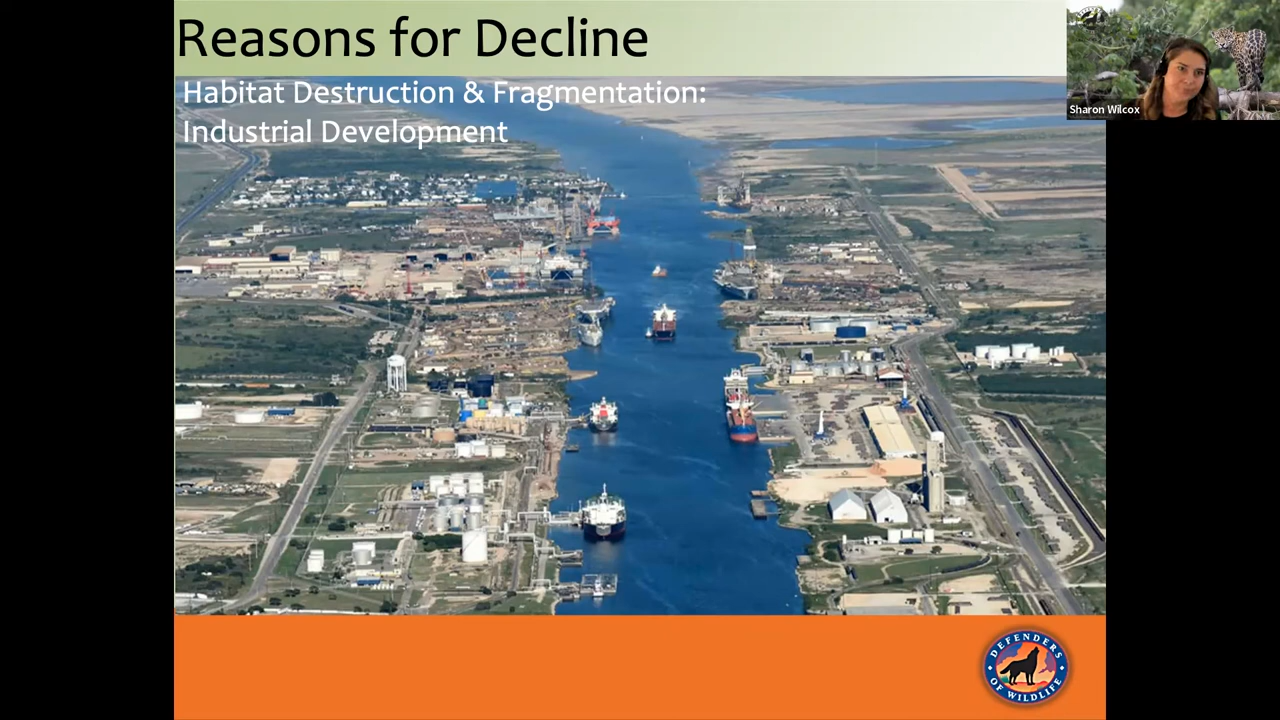 Reasons for Decline
Habitat Destruction & Fragmentation:
Industrial Development
Sharon Wilcox
DEFENDERS
OF WILDLIFE